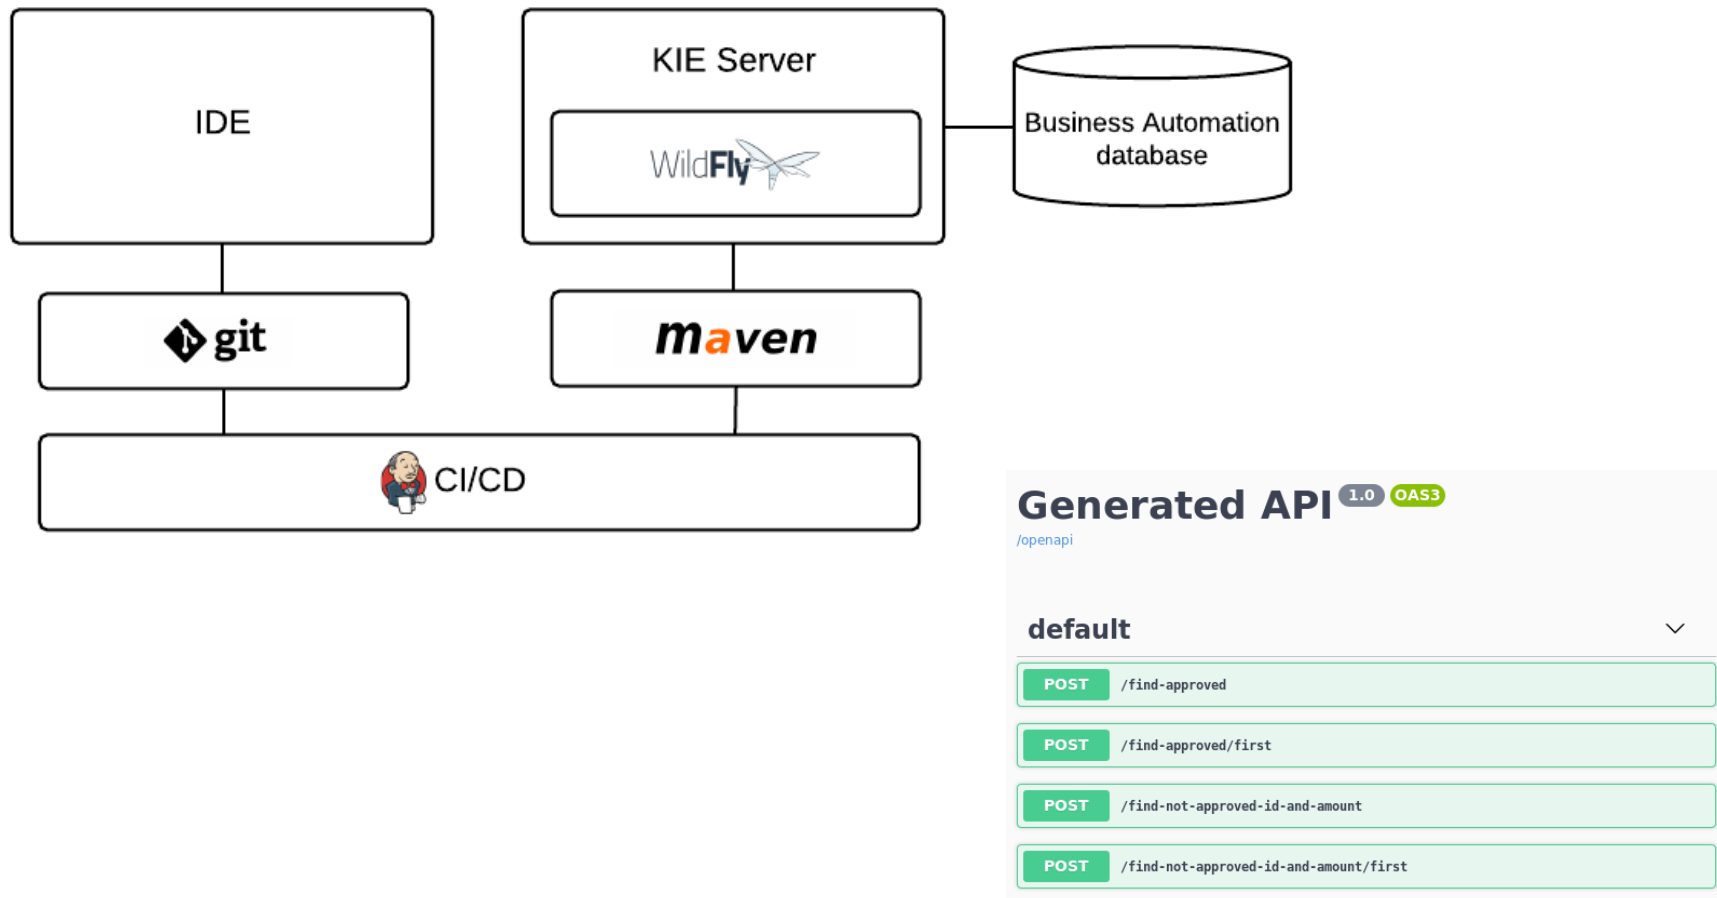 IDE
KIE Server
WildFly
Business Automation
database
git
maven
CI/CD
Generated API 1.0 OAS3
/openapi
default
POST /find-approved
POST /find-approved/first
POST /find-not-approved-id-and-amount
POST /find-not-approved-id-and-amount/first